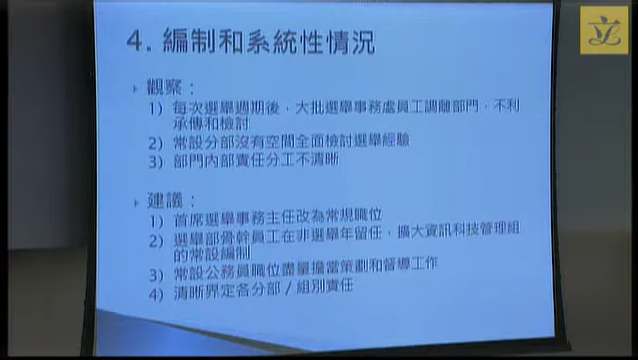 立
4. 編制和系統性情況
觀察：
1) 每次選舉週期後，大批選舉事務處員工調離部門，不利
承傳和檢討
2) 常設分部沒有空間全面檢討選舉經驗
3) 部門內部責任分工不清晰
建議：
1) 首席選舉事務主任改為常規職位
2) 選舉部骨幹員工在非選舉年留任，擴大資訊科技管理組
的常設編制
3) 常設公務員職位盡量擔當策劃和督導工作
4) 清晰界定各分部 / 組別責任